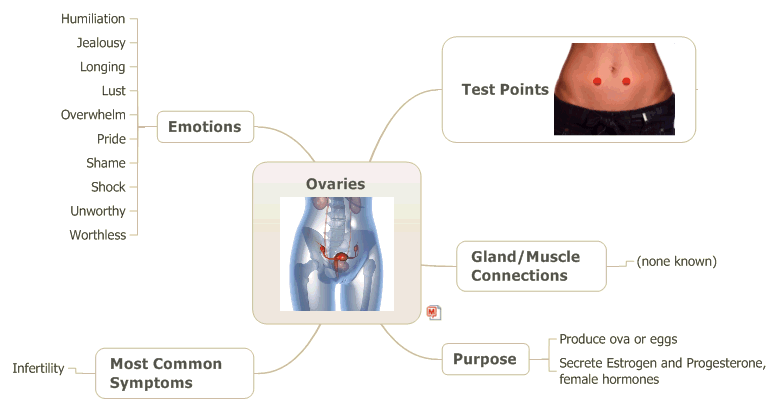 Humiliation
Jealousy
Longing
Lust
Overwhelm
Pride
Shame
Shock
Unworthy
Worthless
Emotions
Test Points
Ovaries
Gland/Muscle
Connections
(none known)
M
Purpose
Produce ova or eggs
Secrete Estrogen and Progesterone,
female hormones
Most Common
Symptoms
Infertility